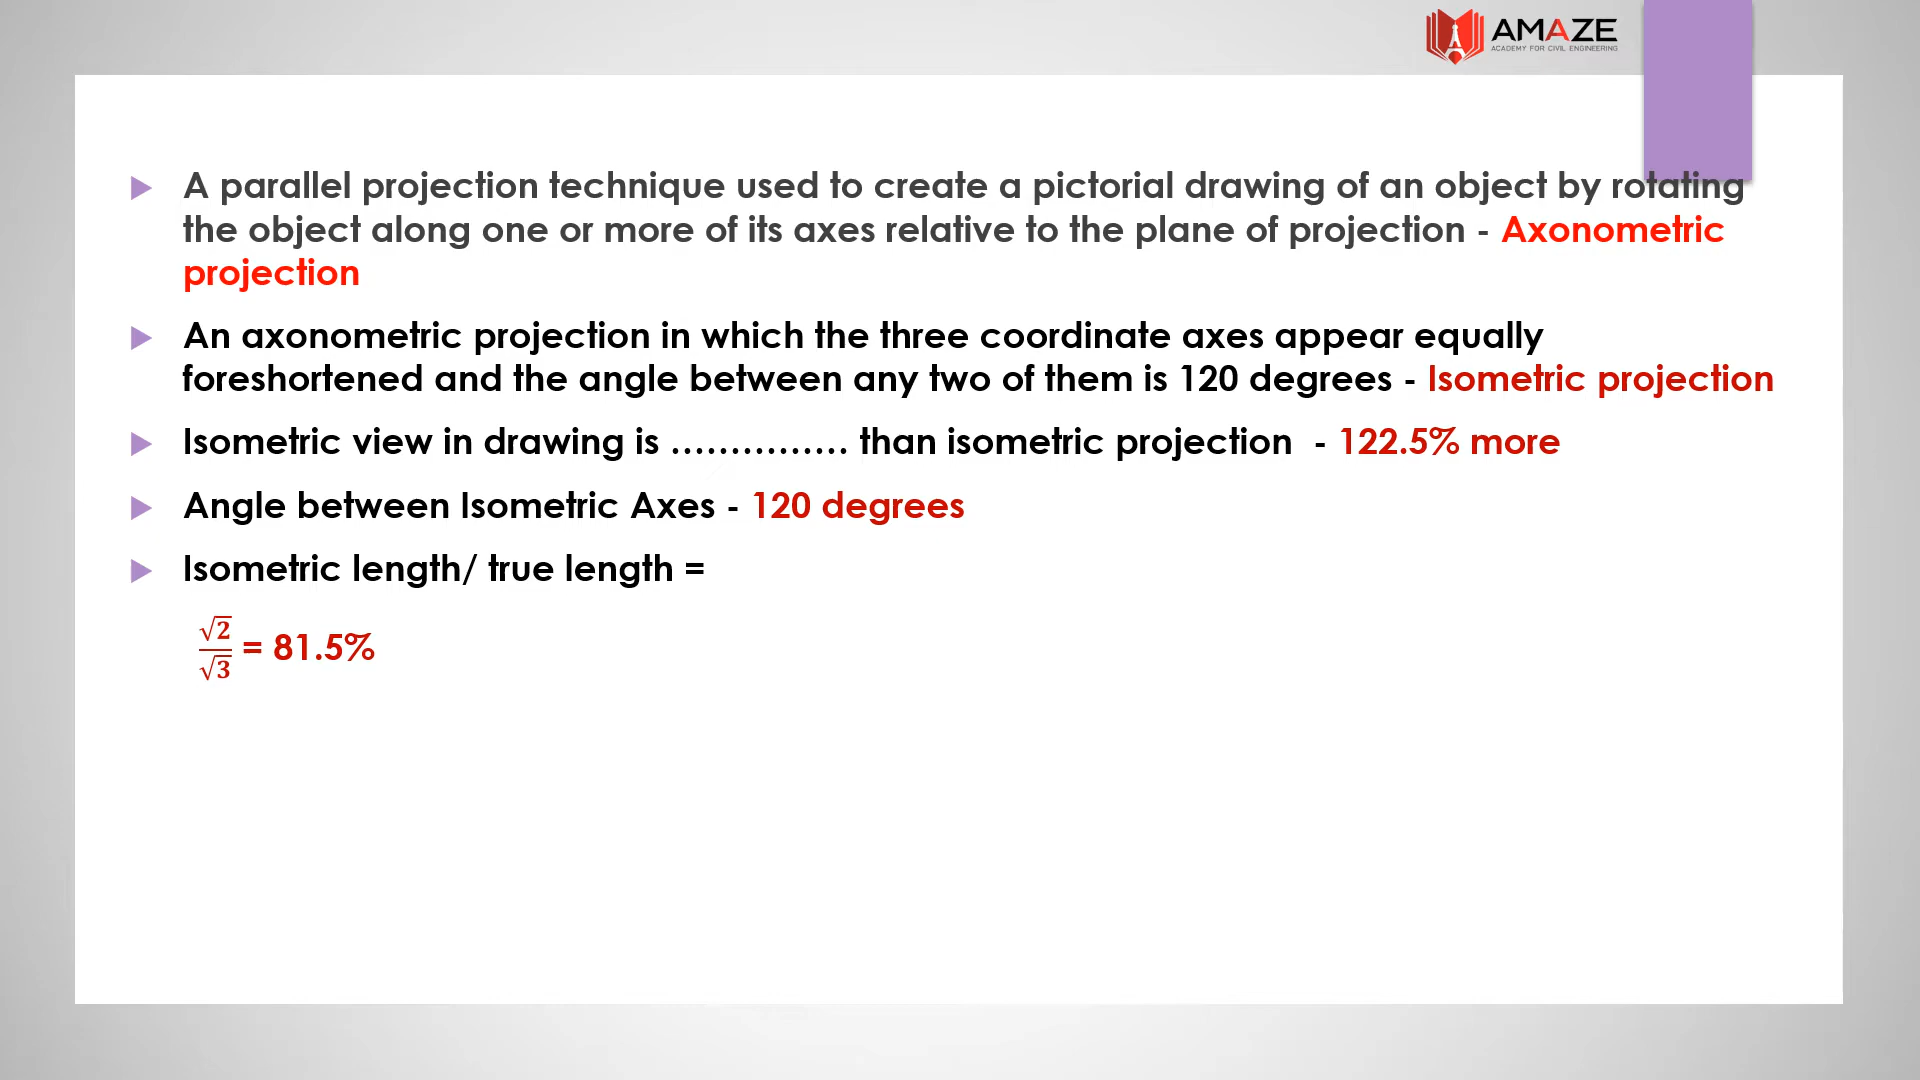 AMAZE
ACADEMY FOR CIVIL ENGINEERING
A parallel projection technique used to create a pictorial drawing of an object by rotating
the object along one or more of its axes relative to the plane of projection - Axonometric
projection
An axonometric projection in which the three coordinate axes appear equally
foreshortened and the angle between any two of them is 120 degrees - Isometric projection
Isometric view in drawing is …………… than isometric projection - 122.5% more
Angle between Isometric Axes - 120 degrees
Isometric length/ true length =
√2/√3 = 81.5%